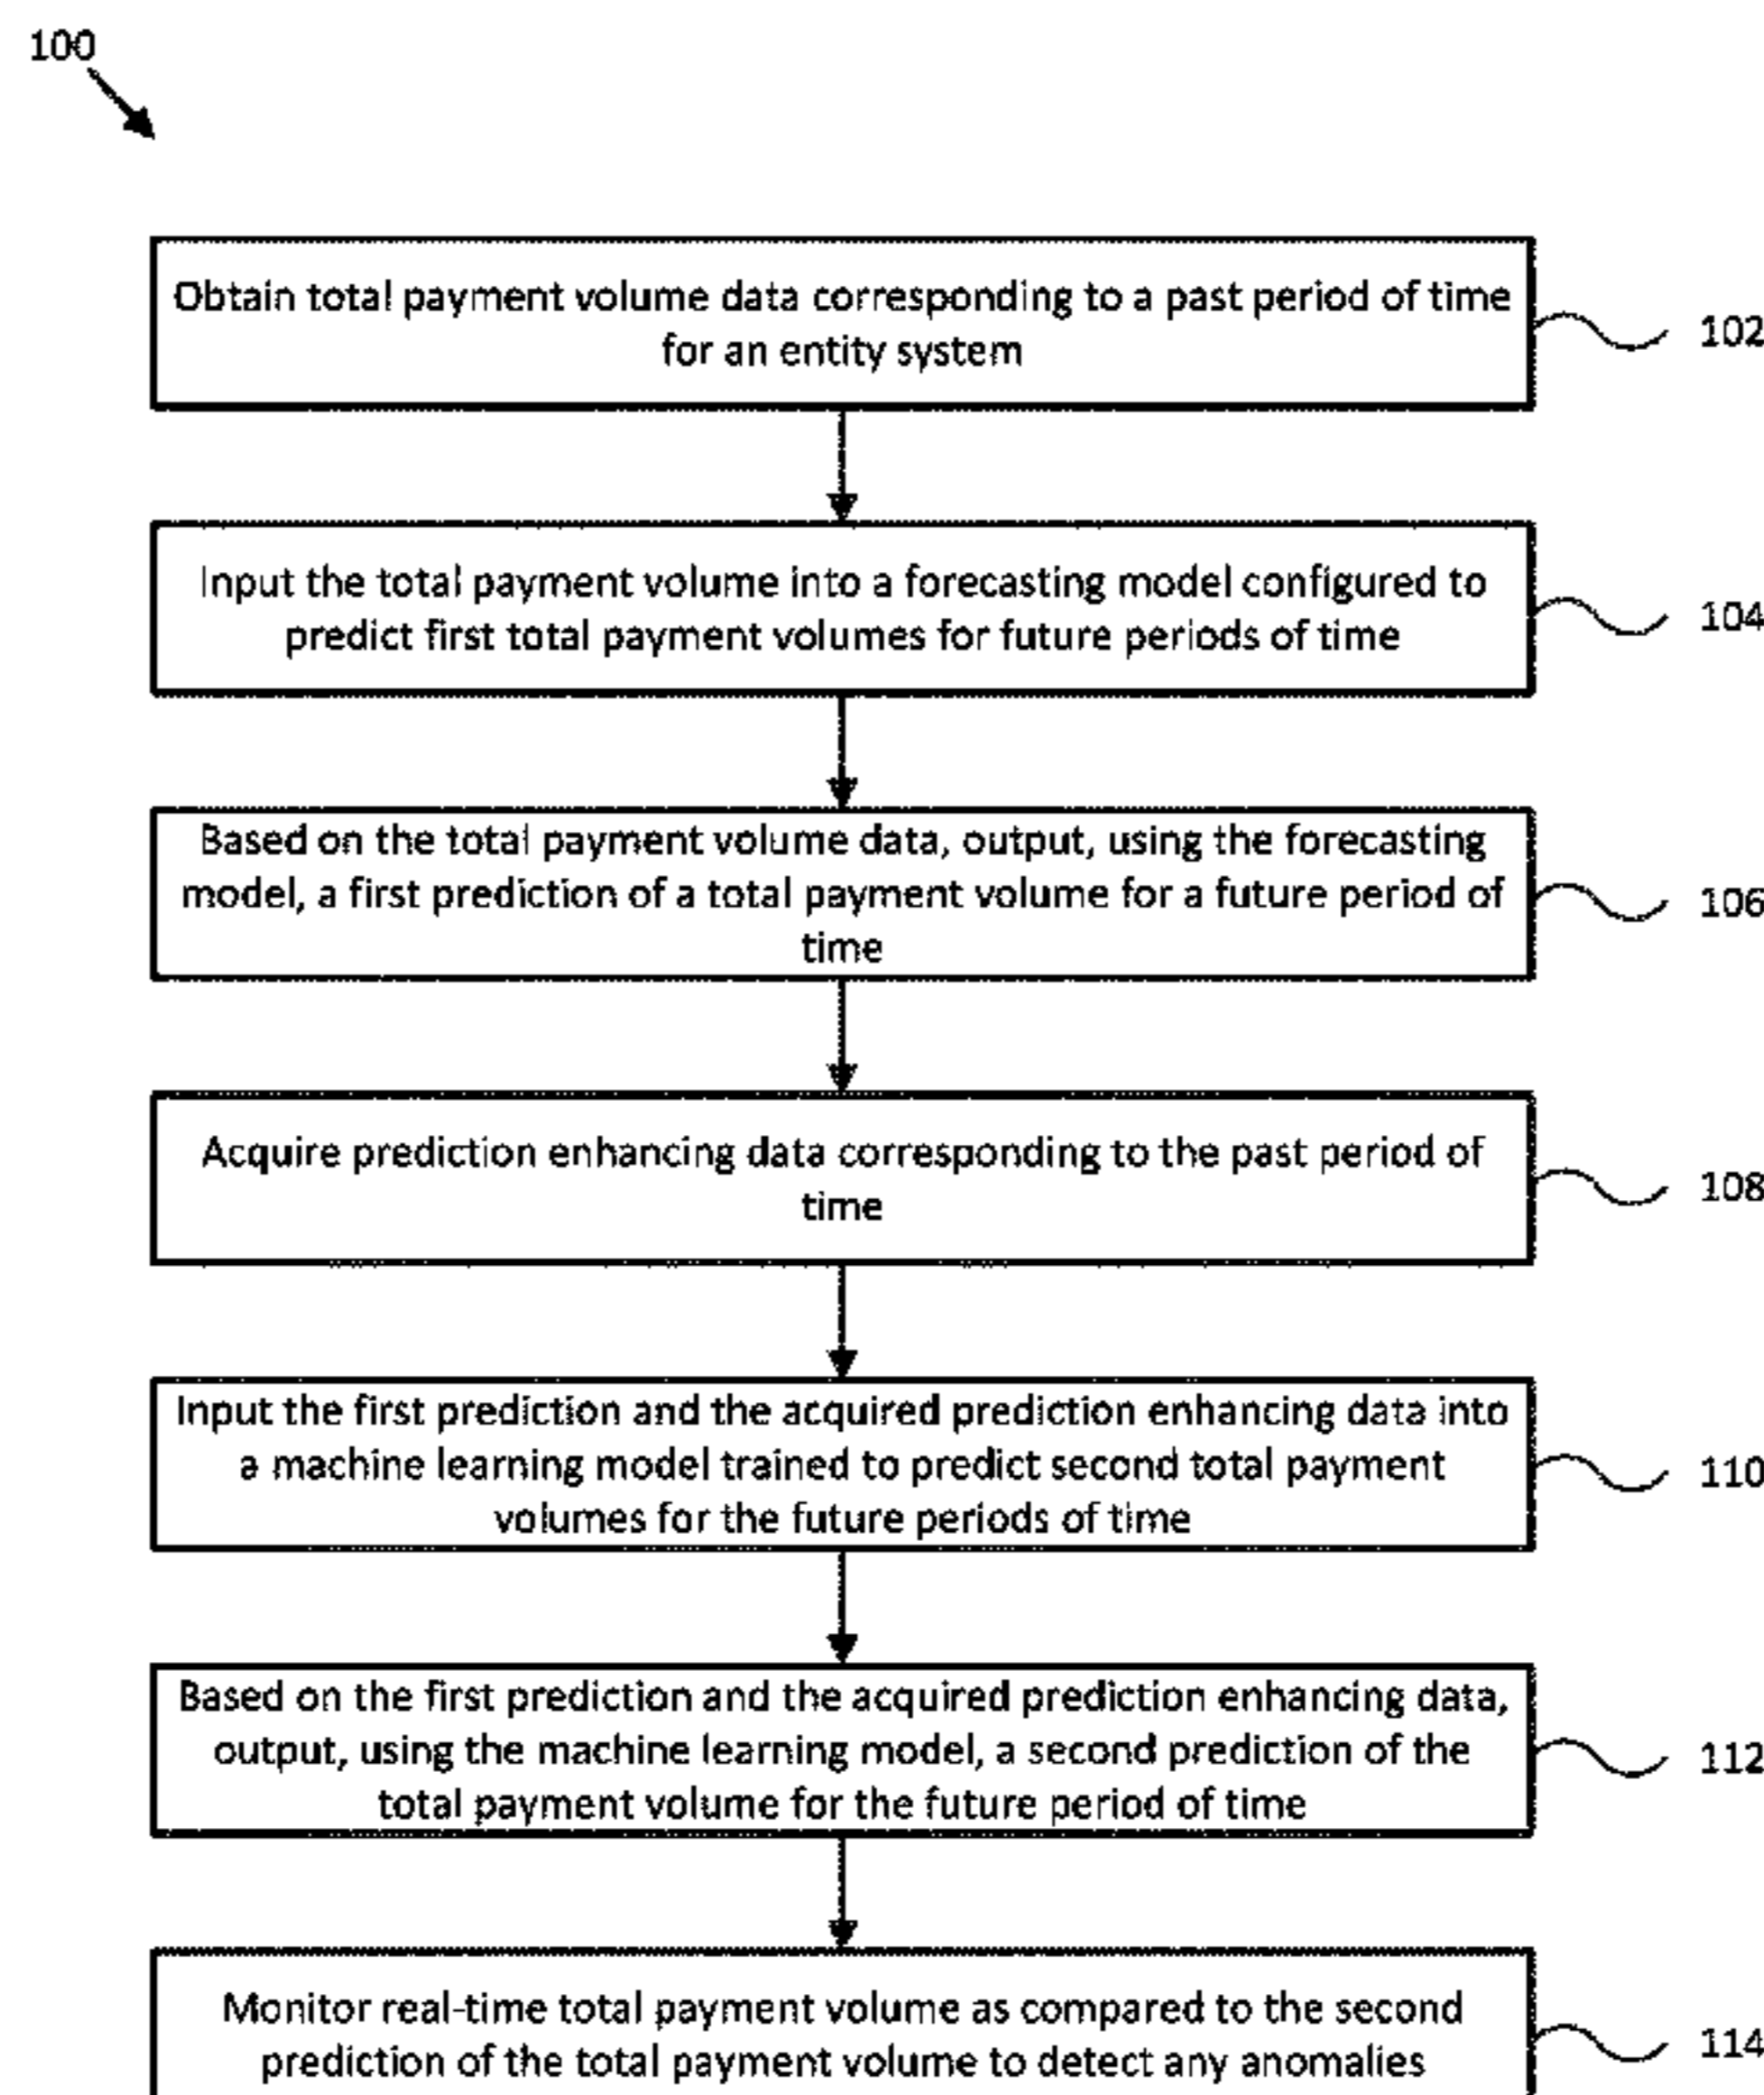 100
Obtain total payment volume data corresponding to a past period of time
for an entity system
102
Input the total payment volume into a forecasting model configured to
predict first total payment volumes for future periods of time
104
Based on the total payment volume data, output, using the forecasting
model, a first prediction of a total payment volume for a future period of
time
106
Acquire prediction enhancing data corresponding to the past period of
time
108
Input the first prediction and the acquired prediction enhancing data into
a machine learning model trained to predict second total payment
volumes for the future periods of time
110
Based on the first prediction and the acquired prediction enhancing data,
output, using the machine learning model, a second prediction of the
total payment volume for the future period of time
112
Monitor real-time total payment volume as compared to the second
prediction of the total payment volume to detect any anomalies
114